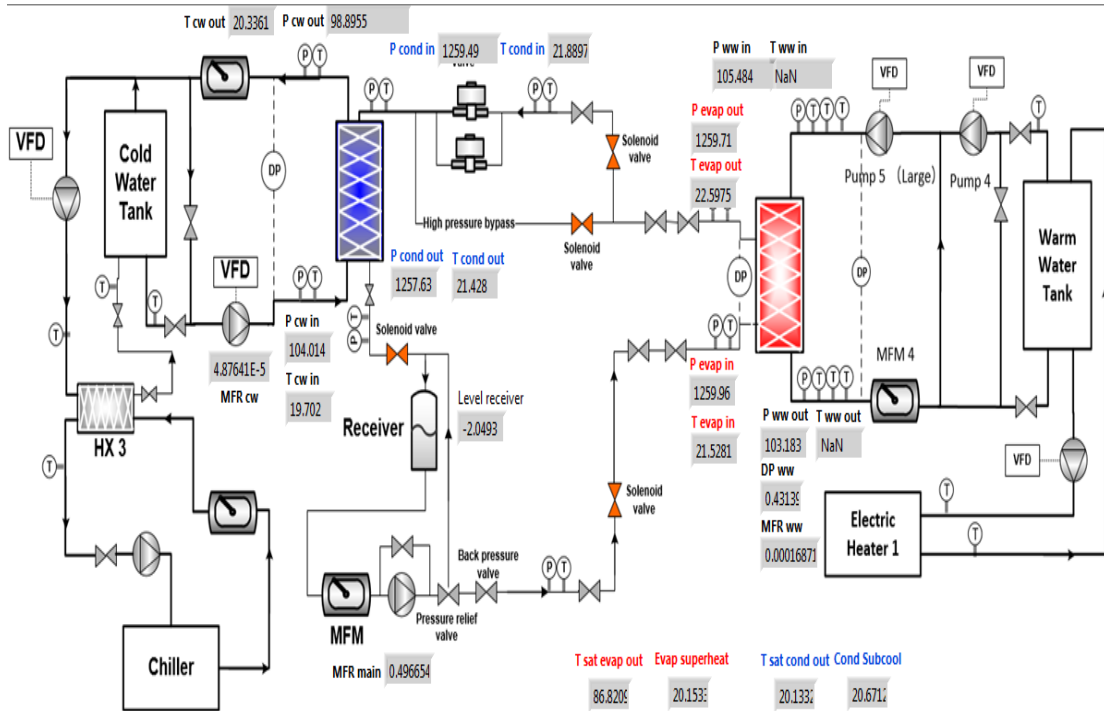 T cw out 20.3361 P cw out 98.8955
P cond in 1259.49 T cond in 21.8897
P ww in T ww in
105.484 NaN
VFD
VFD
P T
P T
P T
P evap out
1259.71
T evap out
22.5975
P T T T
T
VFD
Cold
Water
Tank
DP
Solenoid
valve
Pump 5 (Large) Pump 4
High pressure bypass
Solenoid
valve
Warm
Water
Tank
P cond out T cond out
1257.63 21.428
DP
DP
VFD
P T
T
T
P cw in
104.014
T
P
Solenoid valve
P T
MFM 4
4.87641E-5
MFR cw
T cw in
19.702
P evap in
1259.96
P T T T
T
Level receiver
-2.0493
Receiver
T evap in
21.5281
P ww out T ww out
103.183 NaN
HX 3
T
VFD
DP ww
0.43139
Solenoid
valve
T
MFR ww
0.00016871
Electric
Heater 1
T
Back pressure
valve
P T
MFM
Pressure relief
valve
Chiller
MFR main 0.496654
T sat evap out Evap superheat T sat cond out Cond Subcool
86.8209 20.1533 20.1332 20.6712